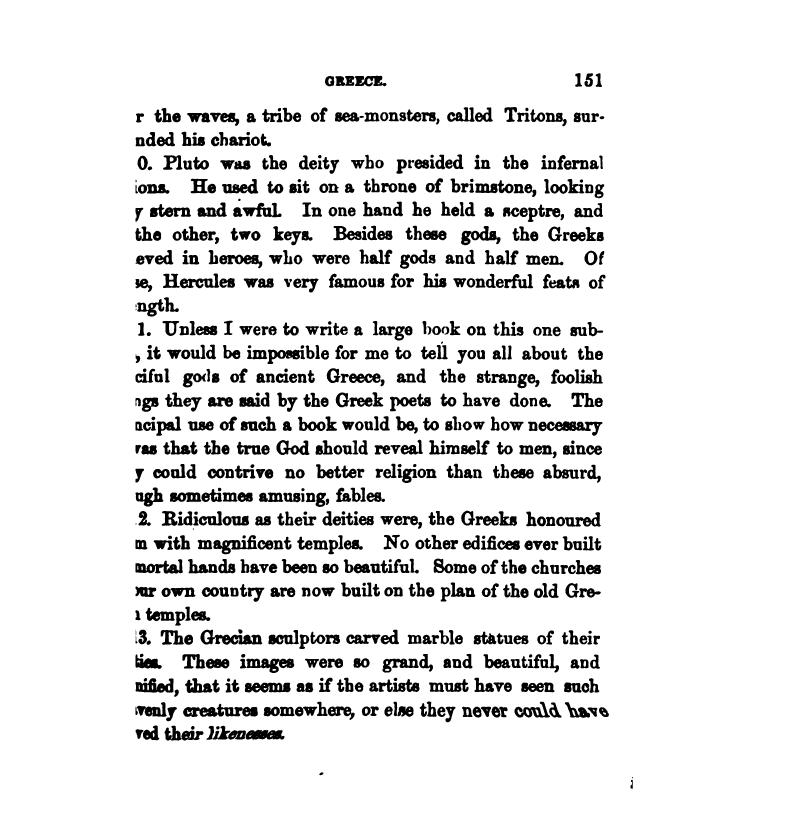 GREECE. 151
r the waves, a tribe of sea-monsters, called Tritons, sur-
nded his chariot.
0. Pluto was the deity who presided in the infernal
ions. He used to sit on a throne of brimstone, looking
y stern and awful. In one hand he held a sceptre, and
the other, two keys. Besides these gods, the Greeks
eved in heroes, who were half gods and half men. Of
se, Hercules was very famous for his wonderful feats of
ngth.
1. Unless I were to write a large book on this one sub-
, it would be impossible for me to tell you all about the
ciful gods of ancient Greece, and the strange, foolish
ngs they are said by the Greek poets to have done. The
ncipal use of such a book would be, to show how necessary
was that the true God should reveal himself to men, since
y could contrive no better religion than these absurd,
ugh sometimes amusing, fables.
2. Ridiculous as their deities were, the Greeks honoured
m with magnificent temples. No other edifices ever built
mortal hands have been so beautiful. Some of the churches
our own country are now built on the plan of the old Gre-
n temples.
3. The Grecian sculptors carved marble statues of their
ties. These images were so grand, and beautiful, and
nified, that it seems as if the artists must have seen such
venly creatures somewhere, or else they never could have
ved their likenesses.